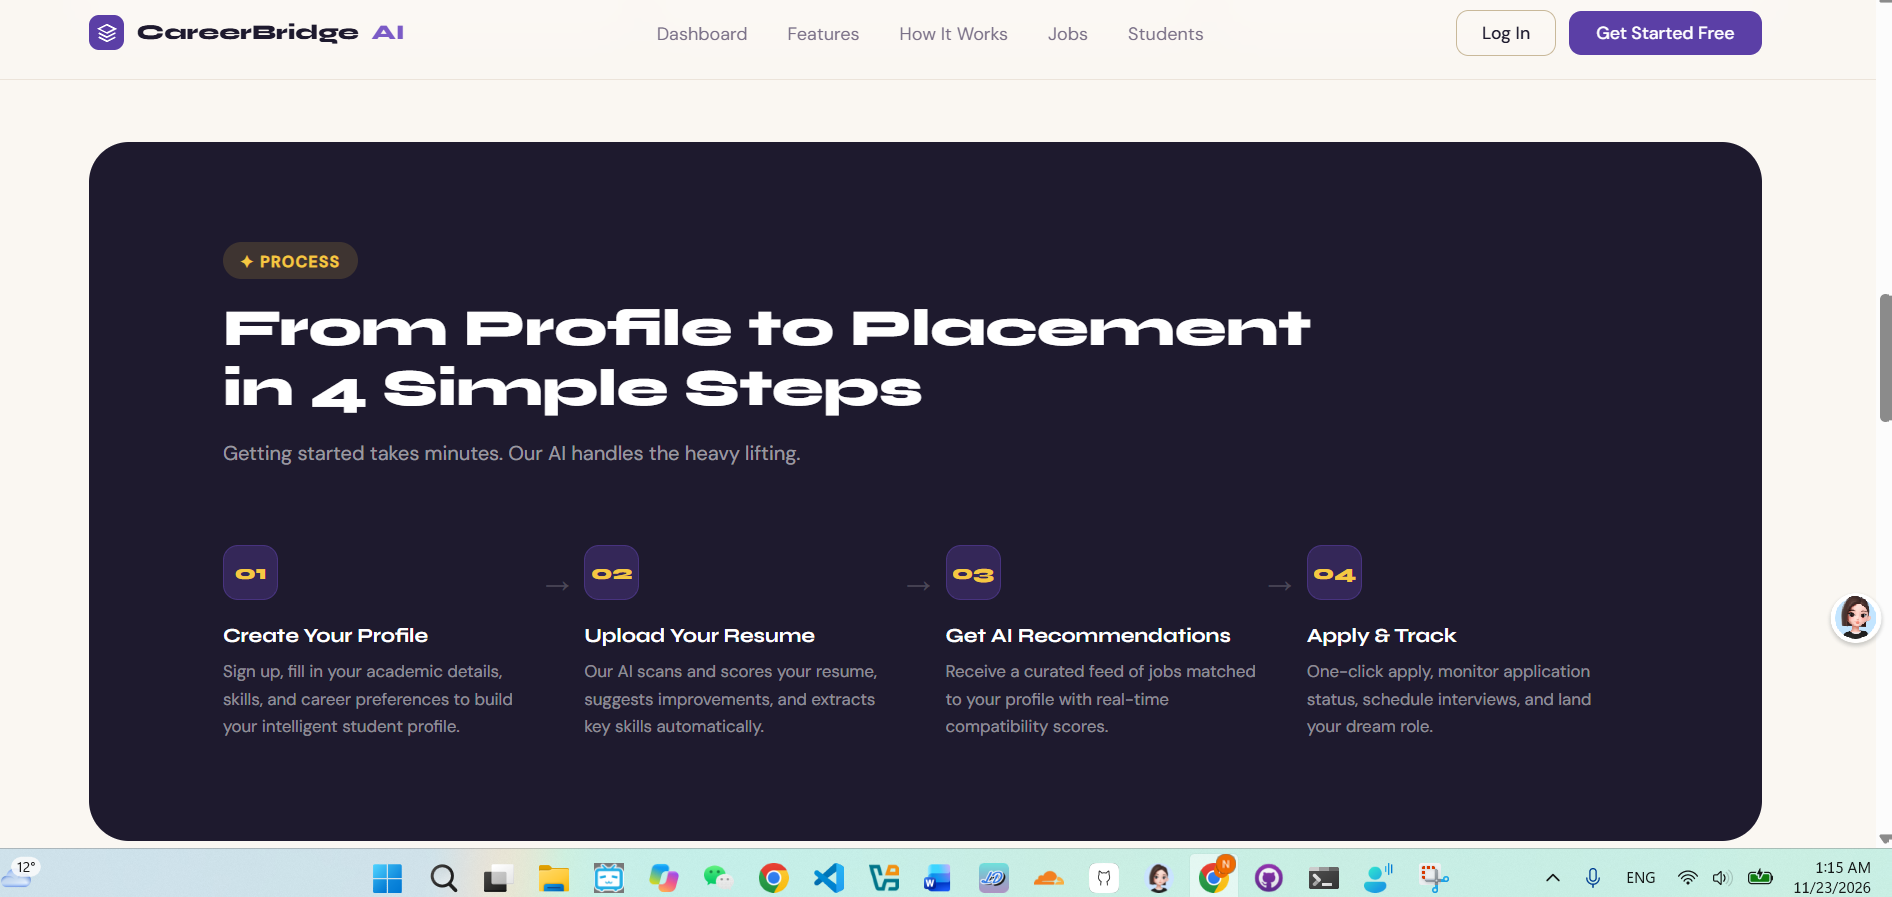 CareerBridge AI
Dashboard
Features
How It Works
Jobs
Students
Log In
Get Started Free
✦ PROCESS
From Profile to Placement
in 4 Simple Steps
Getting started takes minutes. Our AI handles the heavy lifting.
01
→
02
→
03
→
04
Create Your Profile
Sign up, fill in your academic details,
skills, and career preferences to build
your intelligent student profile.
Upload Your Resume
Our AI scans and scores your resume,
suggests improvements, and extracts
key skills automatically.
Get AI Recommendations
Receive a curated feed of jobs matched
to your profile with real-time
compatibility scores.
Apply & Track
One-click apply, monitor application
status, schedule interviews, and land
your dream role.
12°
N
ENG
1:15 AM
11/23/2026